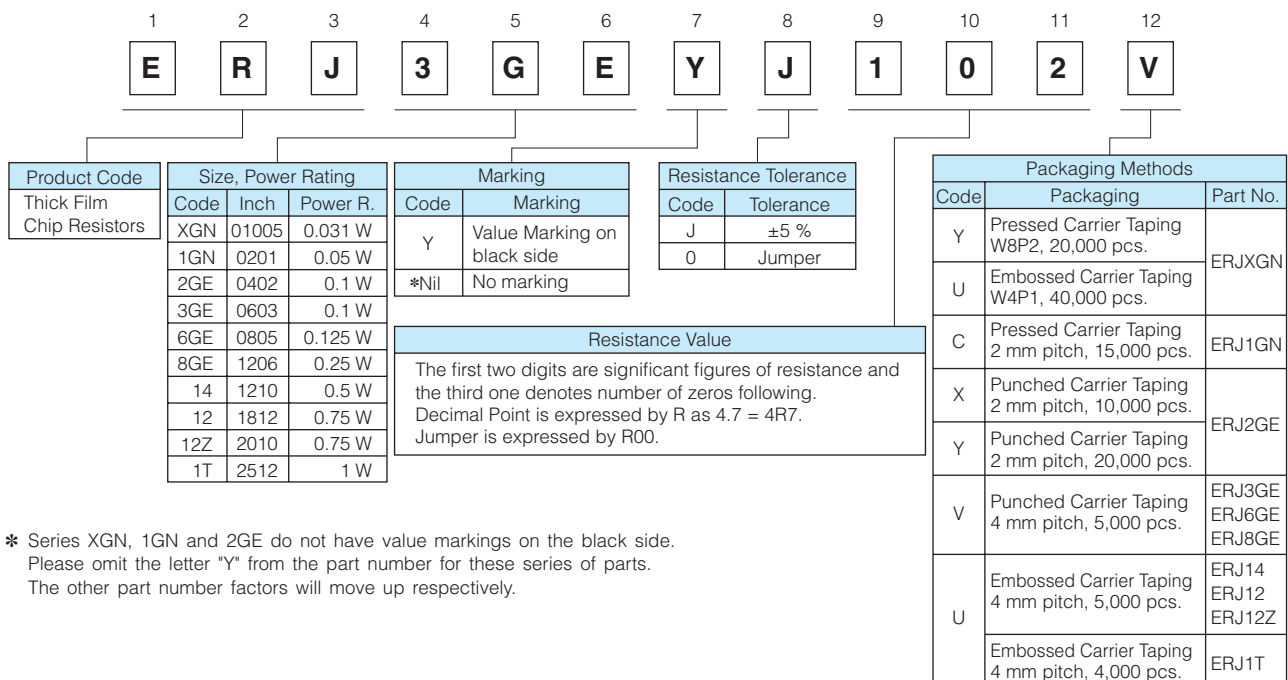 1 2 3 4 5 6 7 8 9 10 11 12
E R J 3 G E Y J 1 0 2 V
Product Code
Thick Film
Chip Resistors
Size, Power Rating
Code Inch Power R.
XGN 01005 0.031 W
1GN 0201 0.05 W
2GE 0402 0.1 W
3GE 0603 0.1 W
6GE 0805 0.125 W
8GE 1206 0.25 W
14 1210 0.5 W
12 1812 0.75 W
12Z 2010 0.75 W
1T 2512 1 W
Marking
Code Marking
Y Value Marking on
black side
✻Nil No marking
Resistance Tolerance
Code Tolerance
J ±5 %
0 Jumper
Resistance Value
The first two digits are significant figures of resistance and
the third one denotes number of zeros following.
Decimal Point is expressed by R as 4.7 = 4R7.
Jumper is expressed by R00.
Packaging Methods
Code Packaging Part No.
Y Pressed Carrier Taping
W8P2, 20,000 pcs.
ERJXGN
U Embossed Carrier Taping
W4P1, 40,000 pcs.
C Pressed Carrier Taping
2 mm pitch, 15,000 pcs.
ERJ1GN
X Punched Carrier Taping
2 mm pitch, 10,000 pcs.
ERJ2GE
Y Punched Carrier Taping
2 mm pitch, 20,000 pcs.
V Punched Carrier Taping
4 mm pitch, 5,000 pcs.
ERJ3GE
ERJ6GE
ERJ8GE
U Embossed Carrier Taping
4 mm pitch, 5,000 pcs.
ERJ14
ERJ12
ERJ12Z
Embossed Carrier Taping
4 mm pitch, 4,000 pcs.
ERJ1T
✻ Series XGN, 1GN and 2GE do not have value markings on the black side.
Please omit the letter "Y" from the part number for these series of parts.
The other part number factors will move up respectively.